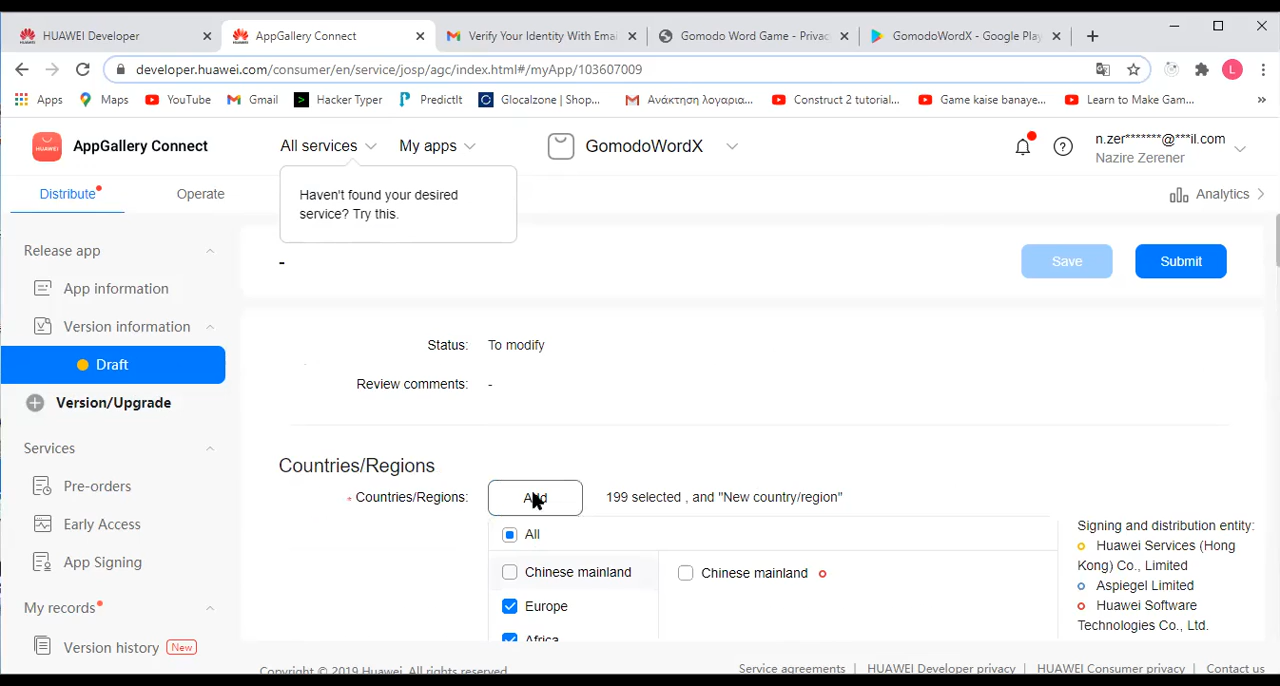 HUAWEI Developer
AppGallery Connect
Verify Your Identity With Emai
Gomodo Word Game - Privac
GomodoWordX - Google Play
developer.huawei.com/consumer/en/service/josp/agc/index.html#/myApp/103607009
L
Apps
Maps
YouTube
Gmail
Hacker Typer
PredictIt
Glocalzone | Shop...
Ανάκτηση λογαρια...
Construct 2 tutorial...
Game kaise banaye...
Learn to Make Gam...
HUAWEI
AppGallery Connect
All services
My apps
GomodoWordX
n.zer*******@***il.com
Nazire Zerener
Haven't found your desired
service? Try this.
Distribute
Operate
Analytics
Release app
App information
Version information
Draft
Version/Upgrade
Services
Pre-orders
Early Access
App Signing
My records
Version history New
-
Save
Submit
Status: To modify
Review comments: -
Countries/Regions
* Countries/Regions: Add 199 selected , and "New country/region"
All
Chinese mainland
Europe
Africa
Chinese mainland
Signing and distribution entity:
Huawei Services (Hong
Kong) Co., Limited
Aspiegel Limited
Huawei Software
Technologies Co., Ltd.
Copyright © 2019 Huawei. All rights reserved.
Service agreements | HUAWEI Developer privacy | HUAWEI Consumer privacy | Contact us